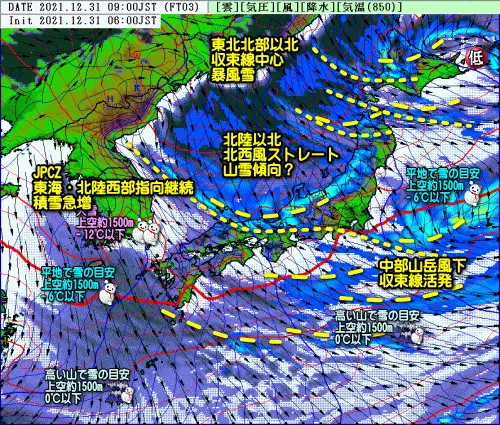 DATE 2021.12.31 09:00JST (FT03)
[雲][気圧][風][降水][気温(850)]
Init 2021.12.31 06:00JST
東北北部以北
収束線中心
暴風雪
低
北陸以北
北西風ストレート
山雪傾向？
JPCZ
東海・北陸西部指向継続
積雪急増
上空約1500m
-12℃以下
平地で雪の目安
上空約1500m
-6℃以下
平地で雪の目安
上空約1500m
-6℃以下
中部山岳風下
収束線活発
高い山で雪の目安
上空約1500m
0℃以下
高い山で雪の目安
上空約1500m
0℃以下